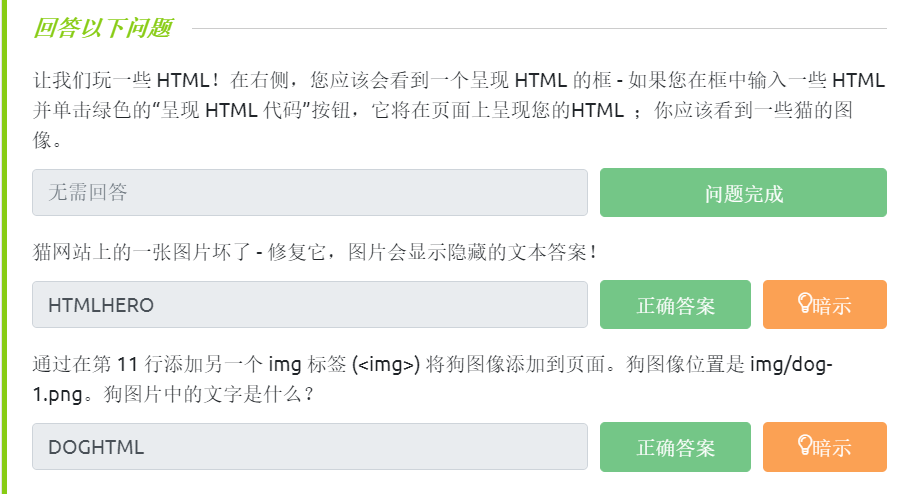 回答以下问题
让我们玩一些 HTML！在右侧，您应该会看到一个呈现 HTML 的框 - 如果您在框中输入一些 HTML
并单击绿色的“呈现 HTML 代码”按钮，它将在页面上呈现您的HTML ；你应该看到一些猫的图
像。
无需回答
问题完成
猫网站上的一张图片坏了 - 修复它，图片会显示隐藏的文本答案！
HTMLHERO
正确答案
暗示
通过在第 11 行添加另一个 img 标签 (<img>) 将狗图像添加到页面。狗图像位置是 img/dog-
1.png。狗图片中的文字是什么？
DOGHTML
正确答案
暗示